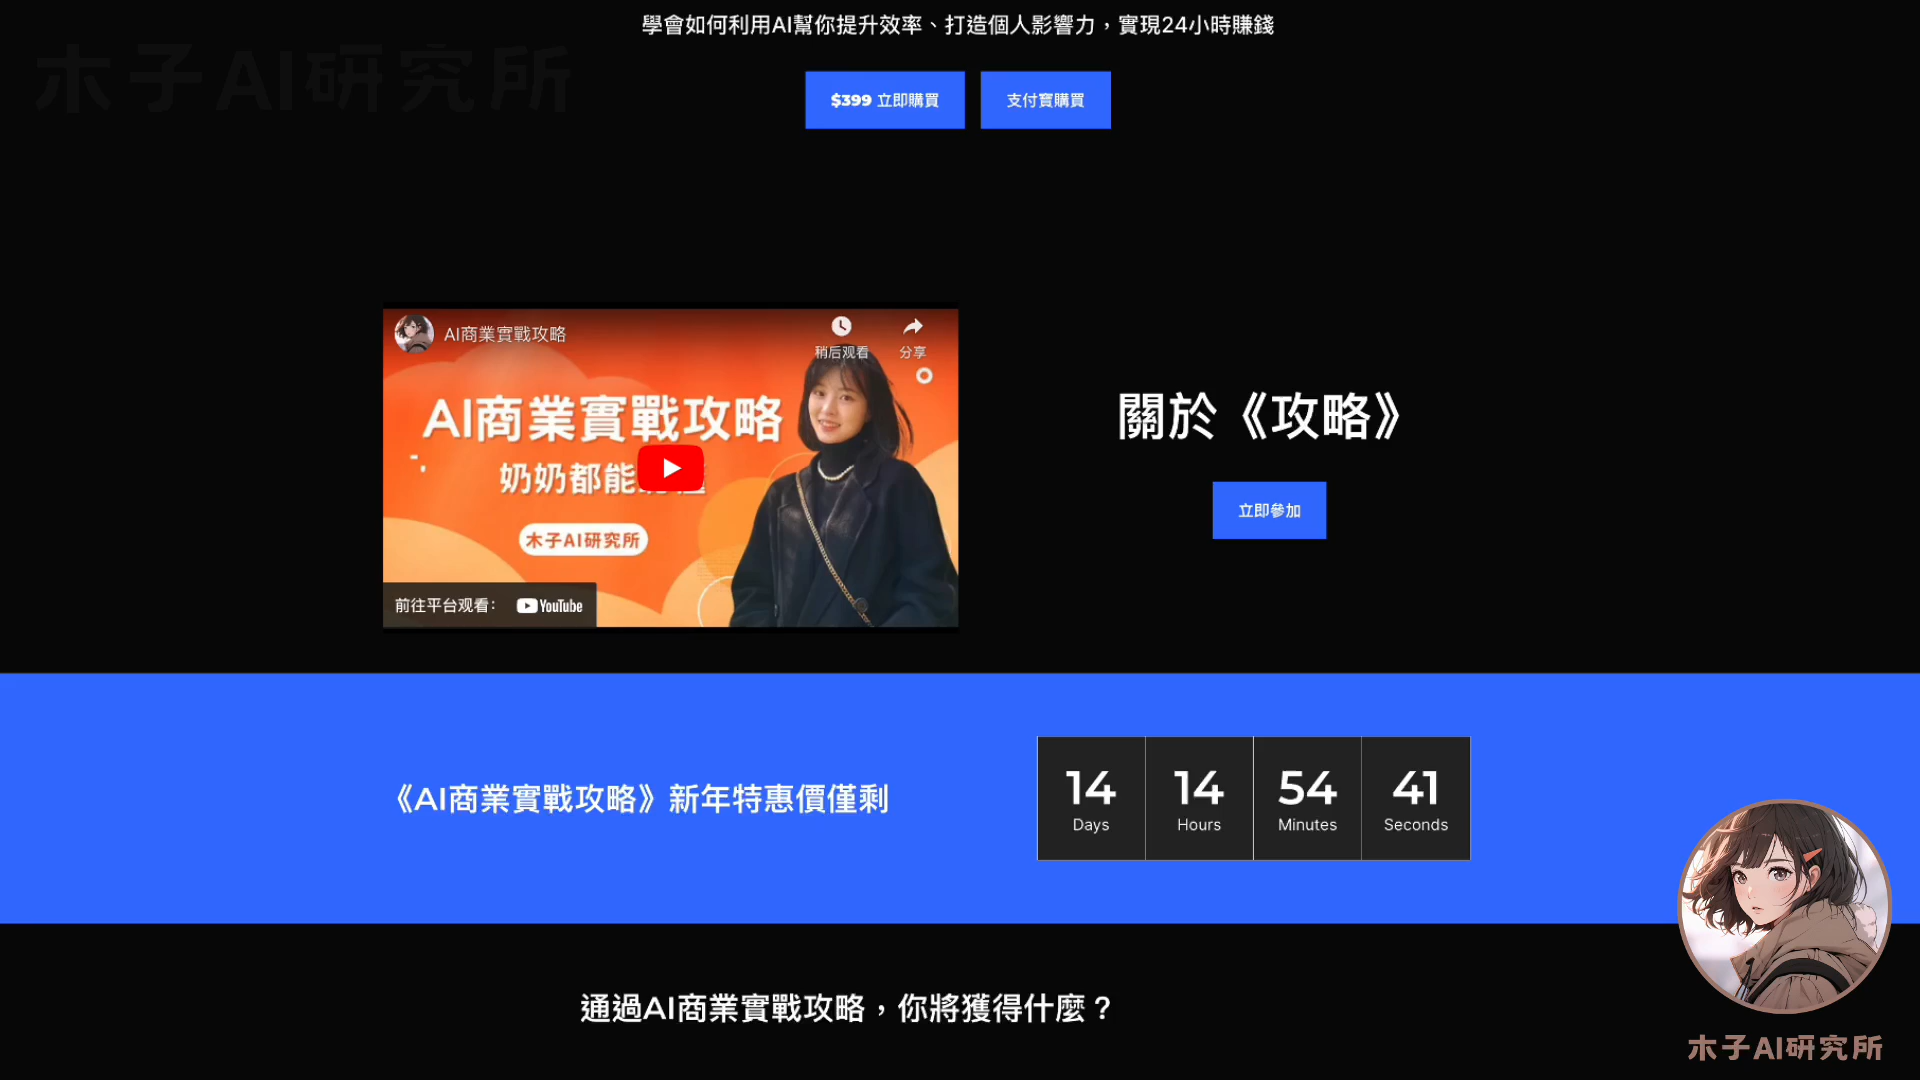 學會如何利用AI幫你提升效率、打造個人影響力，實現24小時賺錢
木子AI研究所
$399 立即購買
支付寶購買
AI商業實戰攻略
稍后观看
分享
AI商業實戰攻略
奶奶都能
木子AI研究所
前往平台观看：
YouTube
關於《攻略》
立即參加
《AI商業實戰攻略》新年特惠價僅剩
14
Days
14
Hours
54
Minutes
41
Seconds
通過AI商業實戰攻略，你將獲得什麼？
木子AI研究所